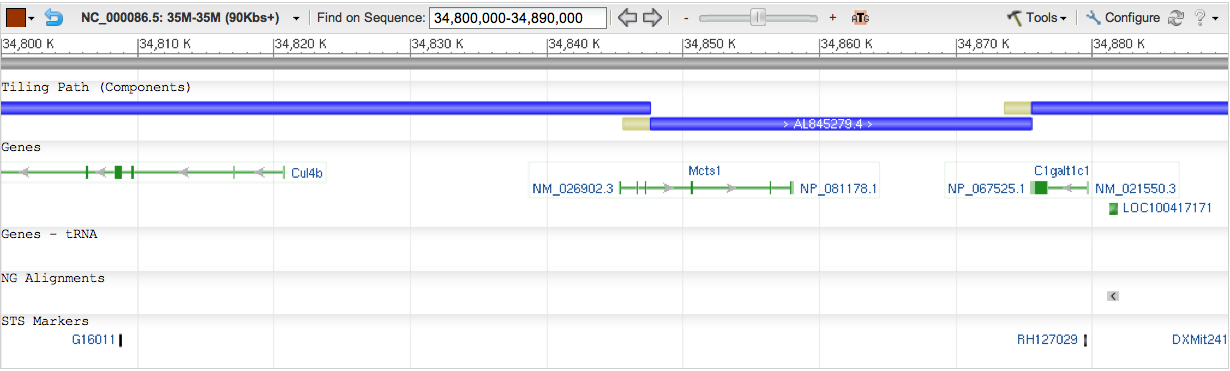 NC_000086.5: 35M-35M (90Kbs+) Find on Sequence: 34,800,000-34,890,000 - + ATG Tools Configure ?
34,800 K 34,810 K 34,820 K 34,830 K 34,840 K 34,850 K 34,860 K 34,870 K 34,880 K
Tiling Path (Components)
> AL845279.4 >
Genes
Cul4b Mcts1 C1galt1c1
NM_026902.3 NP_081178.1 NP_067525.1 NM_021550.3
LOC100417171
Genes - tRNA
NG Alignments
STS Markers
G16011 RH127029 DXMit241